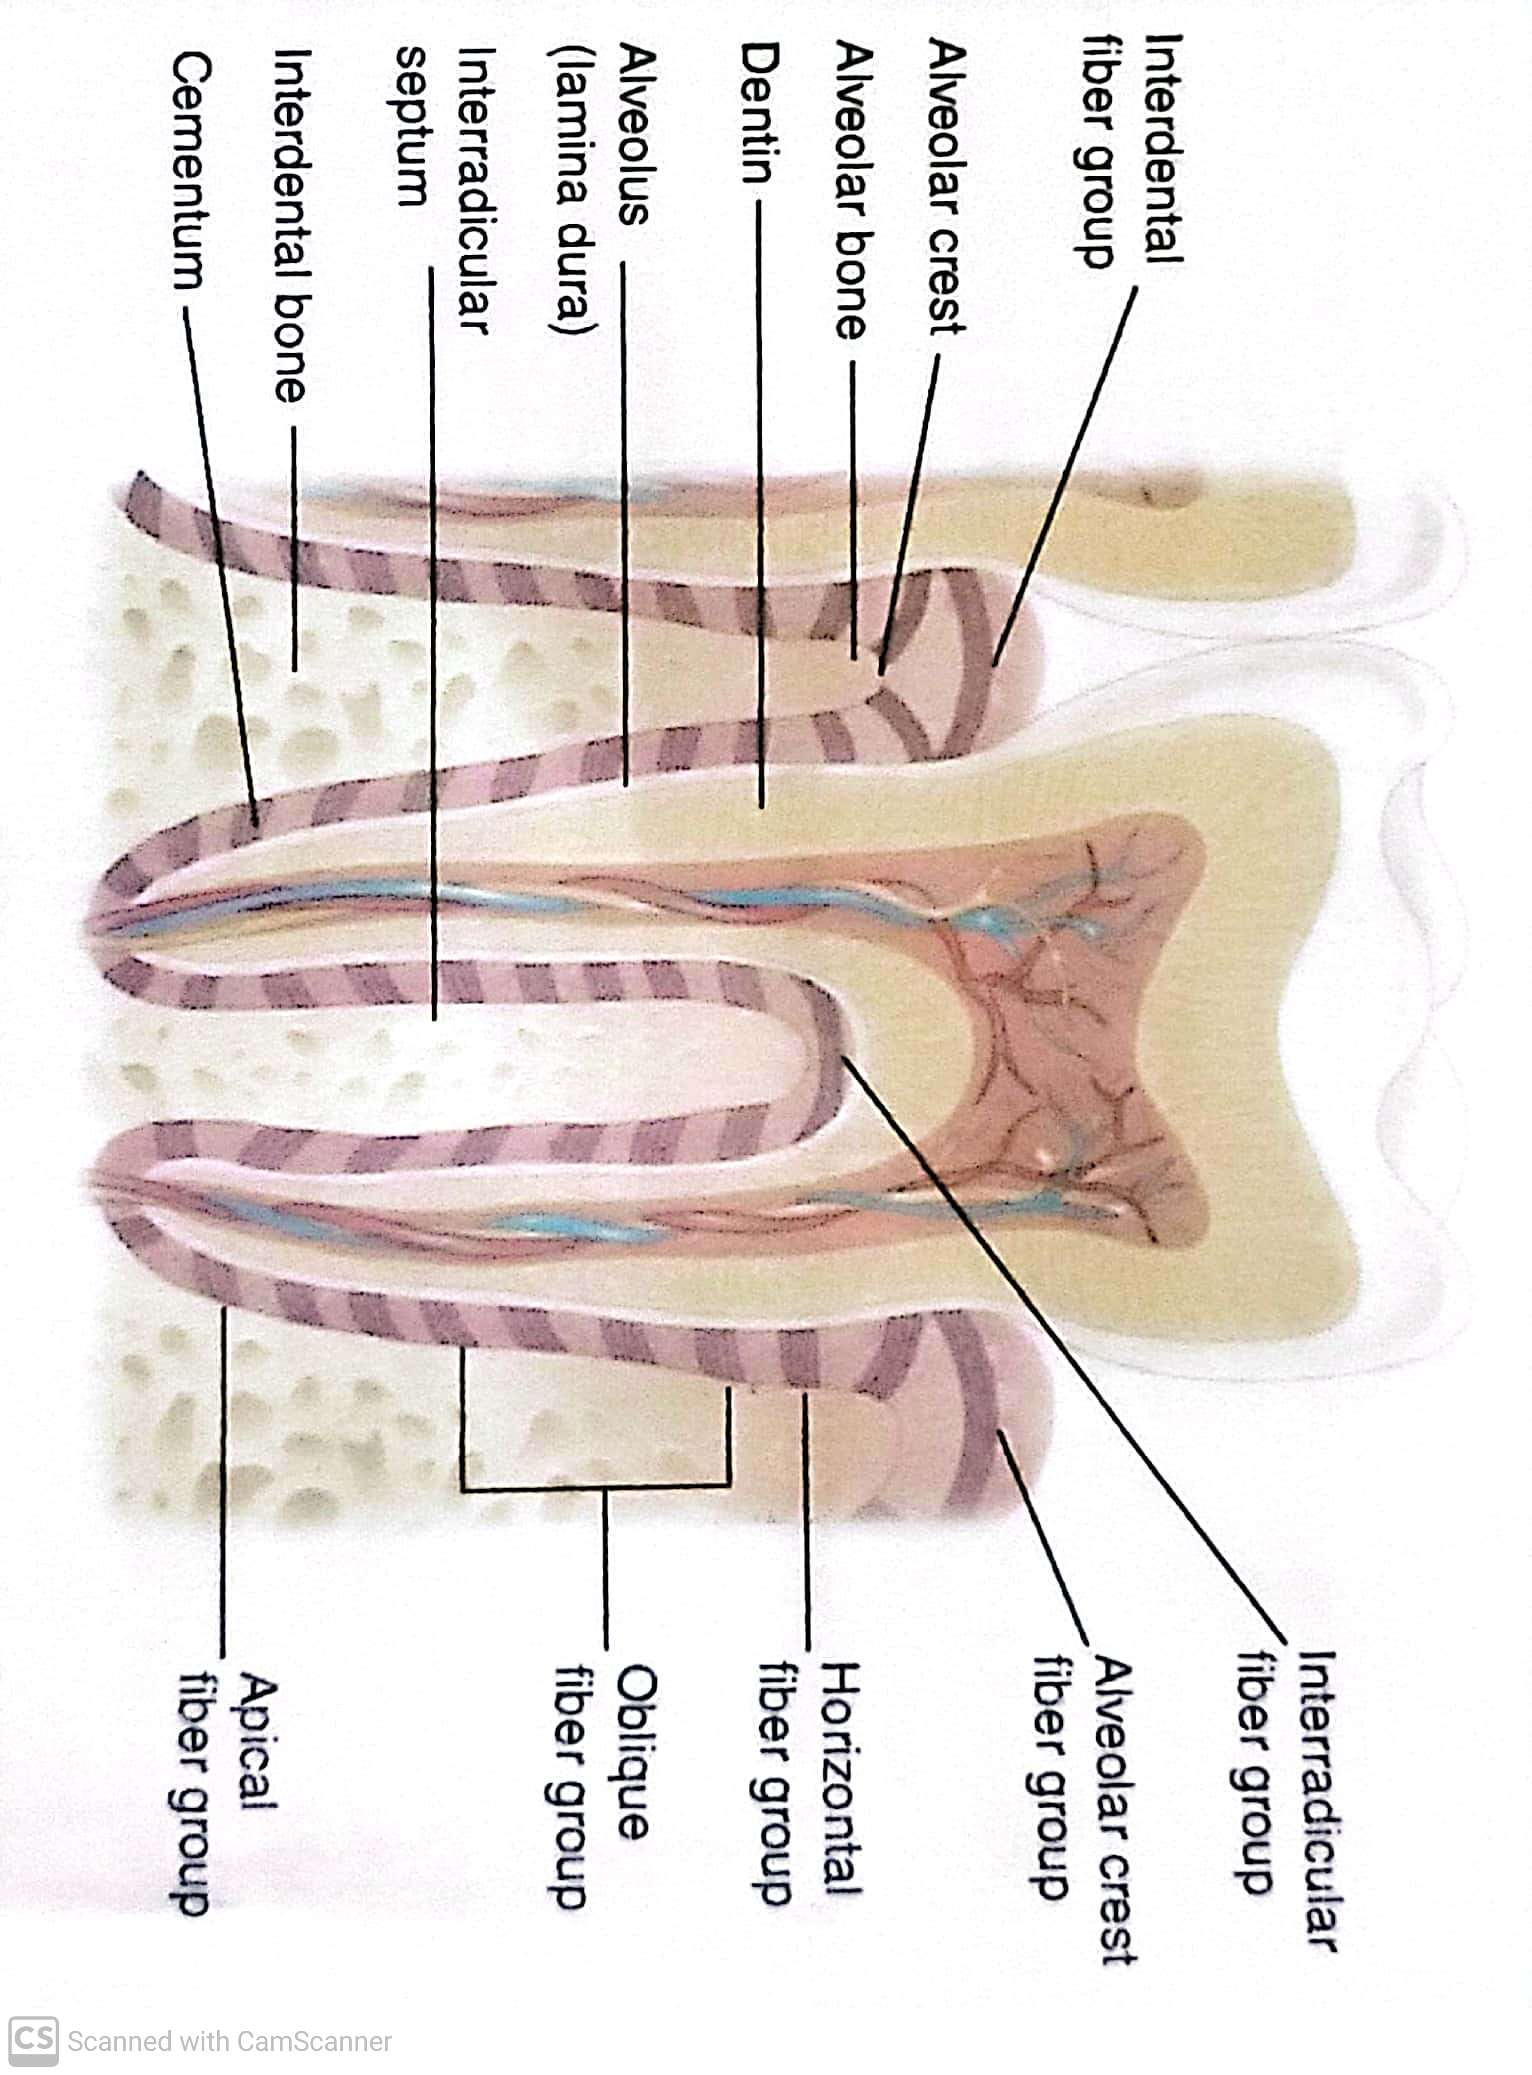 Interdental
fiber group
Alveolar crest
Alveolar bone
Dentin
Alveolus
(lamina dura)
Interradicular
septum
Interdental bone
Cementum
Interradicular
fiber group
Alveolar crest
fiber group
Horizontal
fiber group
Oblique
fiber group
Apical
fiber group
CS
Scanned with CamScanner